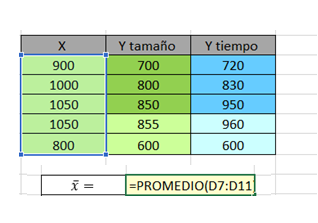 X Y tamaño Y tiempo
900 700 720
1000 800 830
1050 850 950
1050 855 960
800 600 600
x̄ = =PROMEDIO(D7:D11